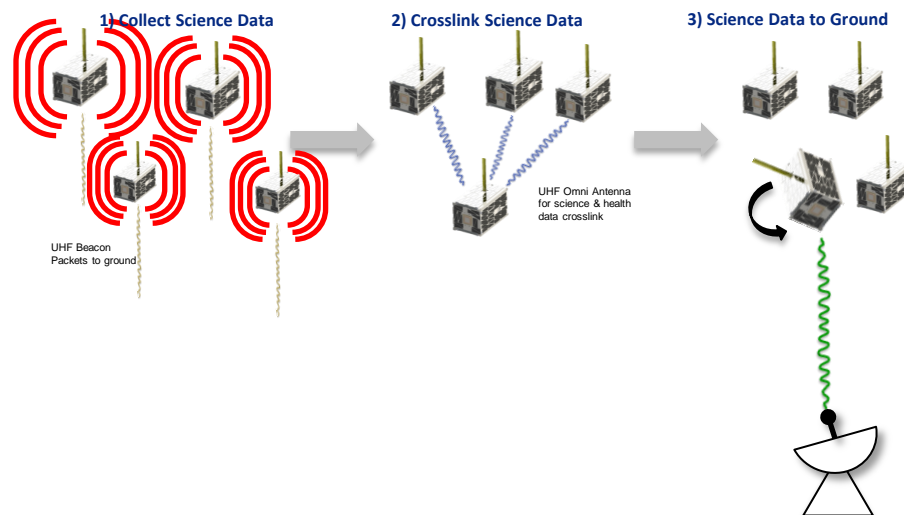 1) Collect Science Data
2) Crosslink Science Data
3) Science Data to Ground
UHF Beacon
Packets to ground
UHF Omni Antenna
for science & health
data crosslink